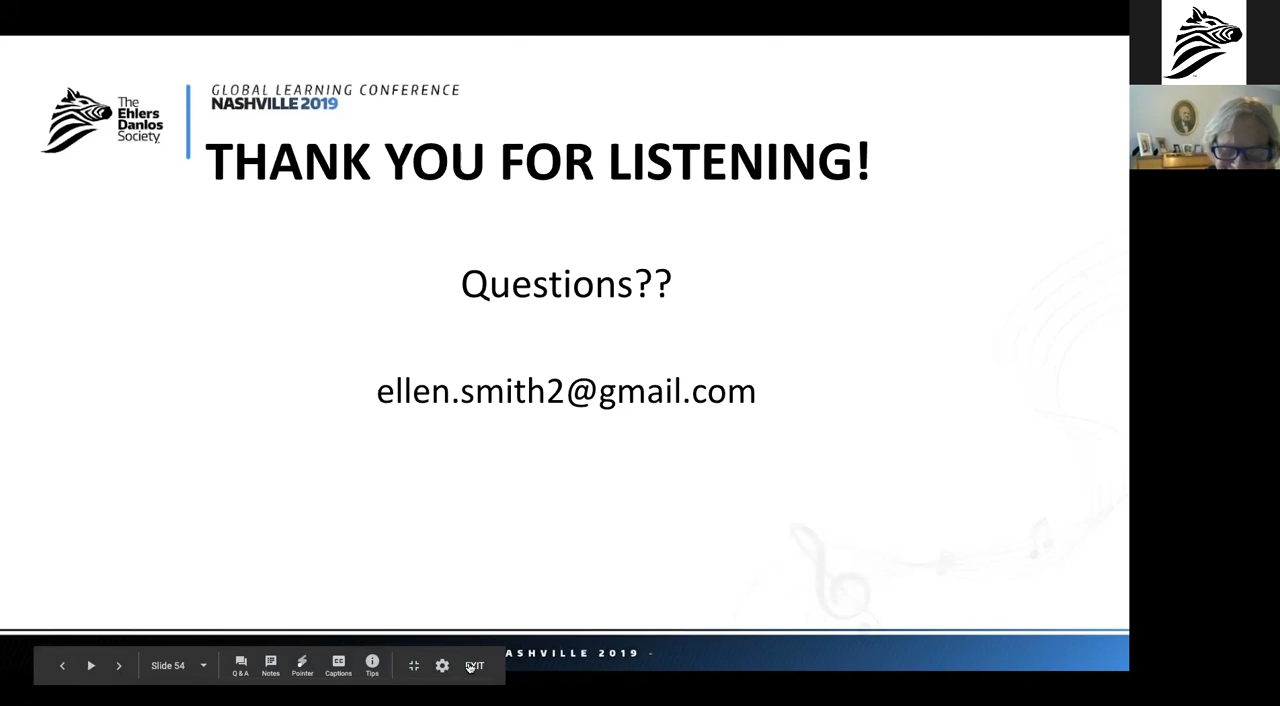 The
Ehlers
Danlos
Society
GLOBAL LEARNING CONFERENCE
NASHVILLE 2019
THANK YOU FOR LISTENING!
Questions??
ellen.smith2@gmail.com
ASHVILLE 2019 -
Slide 54
Q & A
Notes
Pointer
Captions
Tips
EXIT